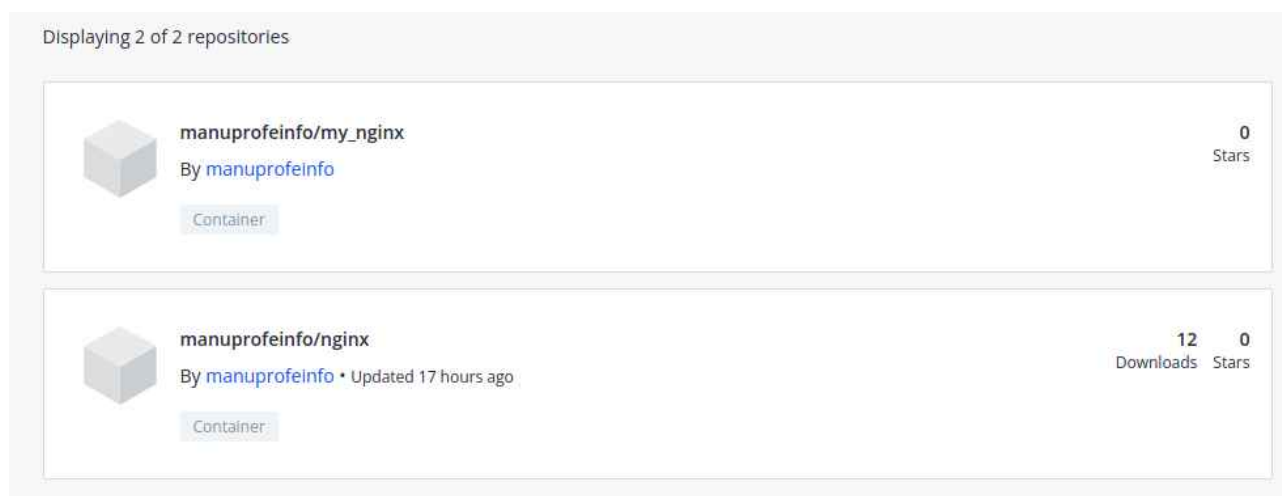 Displaying 2 of 2 repositories
manuprofeinfo/my_nginx
0
By manuprofeinfo
Stars
Container
manuprofeinfo/nginx
12 0
By manuprofeinfo • Updated 17 hours ago
Downloads Stars
Container